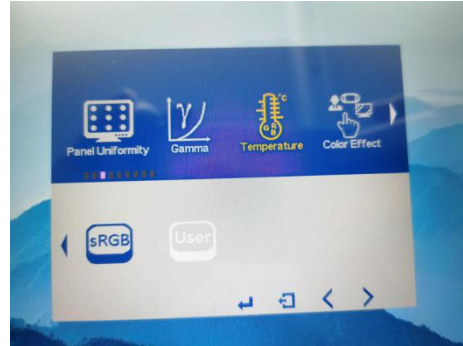 Panel Uniformity
Gamma
Temperature
Color Effect
°C
G R B
γ
sRGB
User